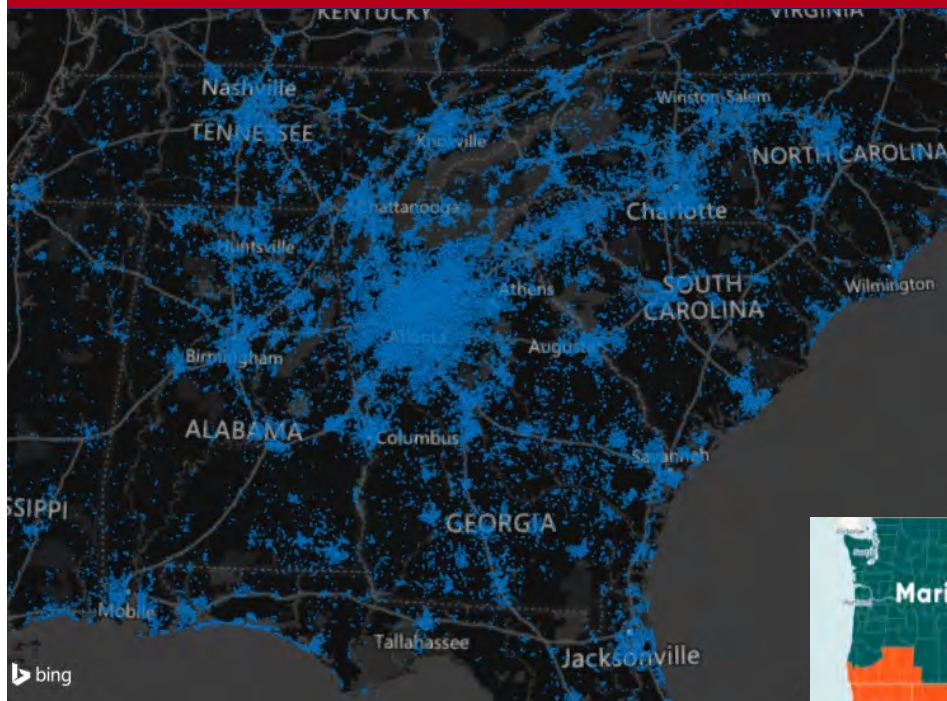 KENTUCKY
VIRGINIA
Nashville
Winston-Salem
TENNESSEE
Knoxville
NORTH CAROLINA
Chattanooga
Charlotte
Huntsville
Athens
SOUTH
CAROLINA
Wilmington
Atlanta
August
Birmingham
ALABAMA
Columbus
Savannah
SSIPPI
GEORGIA
Mobile
Tallahassee
Jacksonville
bing
Mari